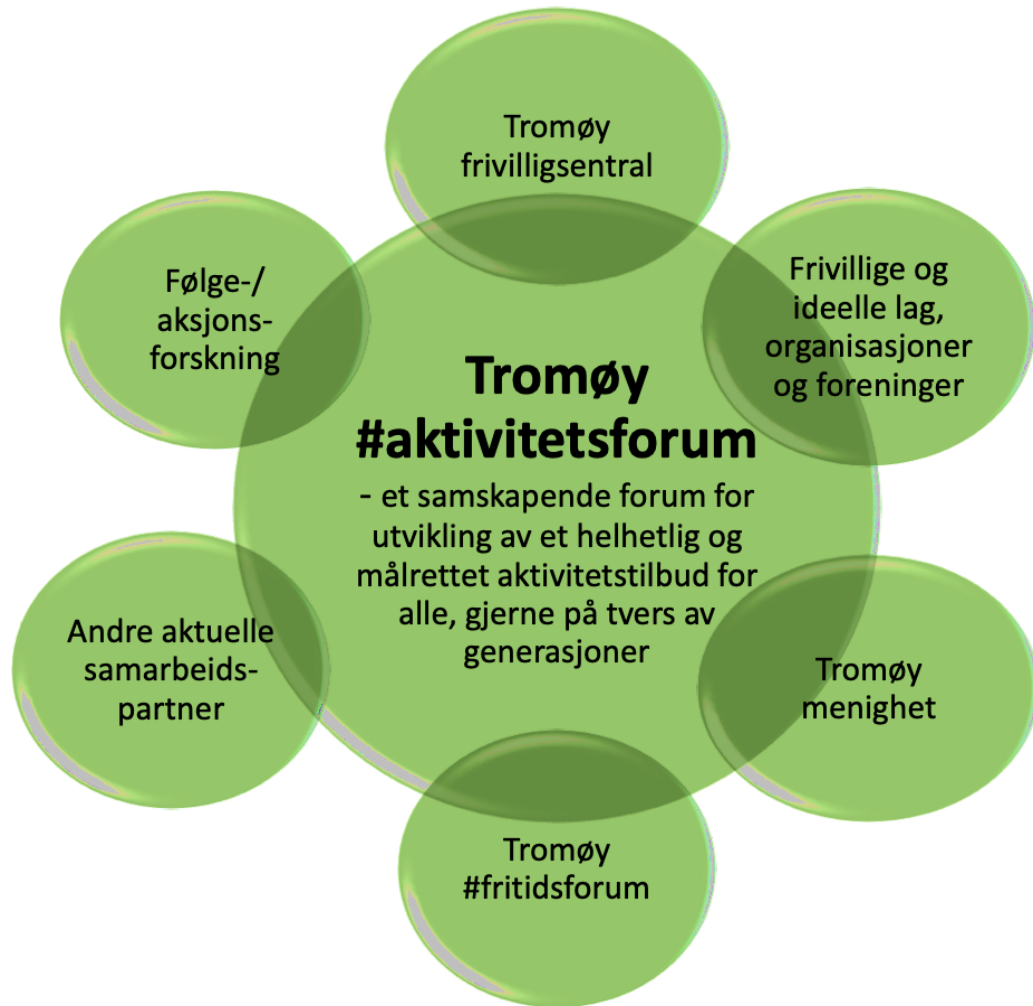 Tromøy
frivilligsentral
Frivillige og
ideelle lag,
organisasjoner
og foreninger
Følge-/
aksjons-
forskning
Tromøy
#aktivitetsforum
- et samskapende forum for
utvikling av et helhetlig og
målrettet aktivitetstilbud for
alle, gjerne på tvers av
generasjoner
Tromøy
menighet
Andre aktuelle
samarbeids-
partner
Tromøy
#fritidsforum